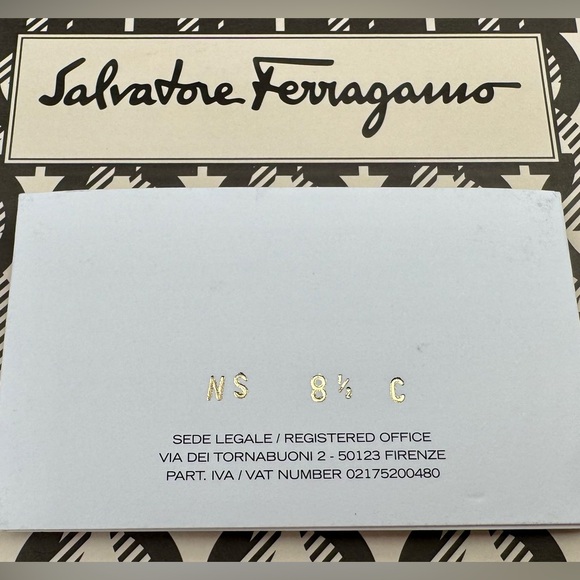 Salvatore Ferragamo
NS 8½ C
SEDE LEGALE / REGISTERED OFFICE
VIA DEI TORNABUONI 2 - 50123 FIRENZE
PART. IVA / VAT NUMBER 02175200480